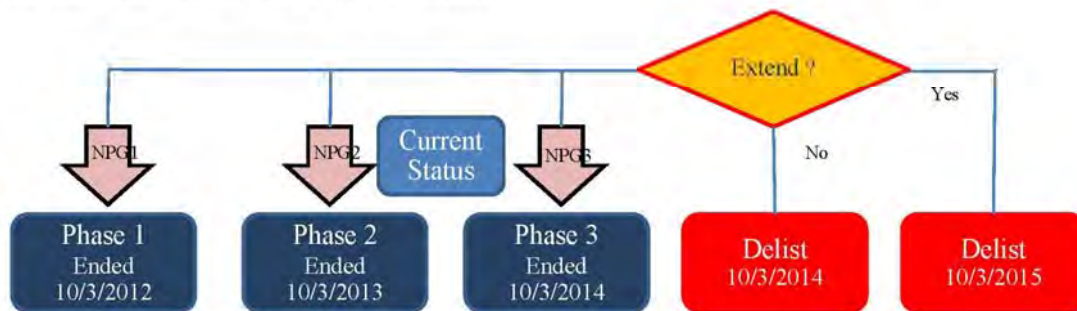 Extend ?
Yes
No
NPG1
NPG2
NPG3
Current
Status
Phase 1
Ended
10/3/2012
Phase 2
Ended
10/3/2013
Phase 3
Ended
10/3/2014
Delist
10/3/2014
Delist
10/3/2015